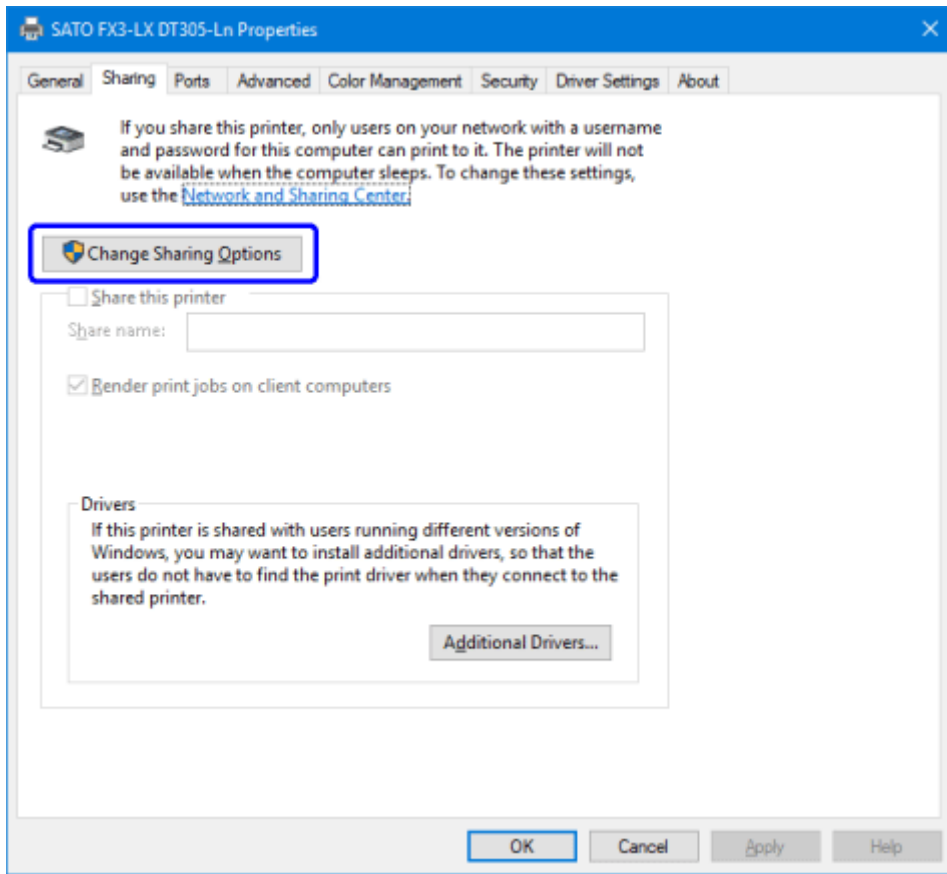 SATO FX3-LX DT305-Ln Properties
General Sharing Ports Advanced Color Management Security Driver Settings About
If you share this printer, only users on your network with a username
and password for this computer can print to it. The printer will not
be available when the computer sleeps. To change these settings,
use the Network and Sharing Center.
Change Sharing Options
Share this printer
Share name:
Render print jobs on client computers
Drivers
If this printer is shared with users running different versions of
Windows, you may want to install additional drivers, so that the
users do not have to find the print driver when they connect to the
shared printer.
Additional Drivers...
OK Cancel Apply Help